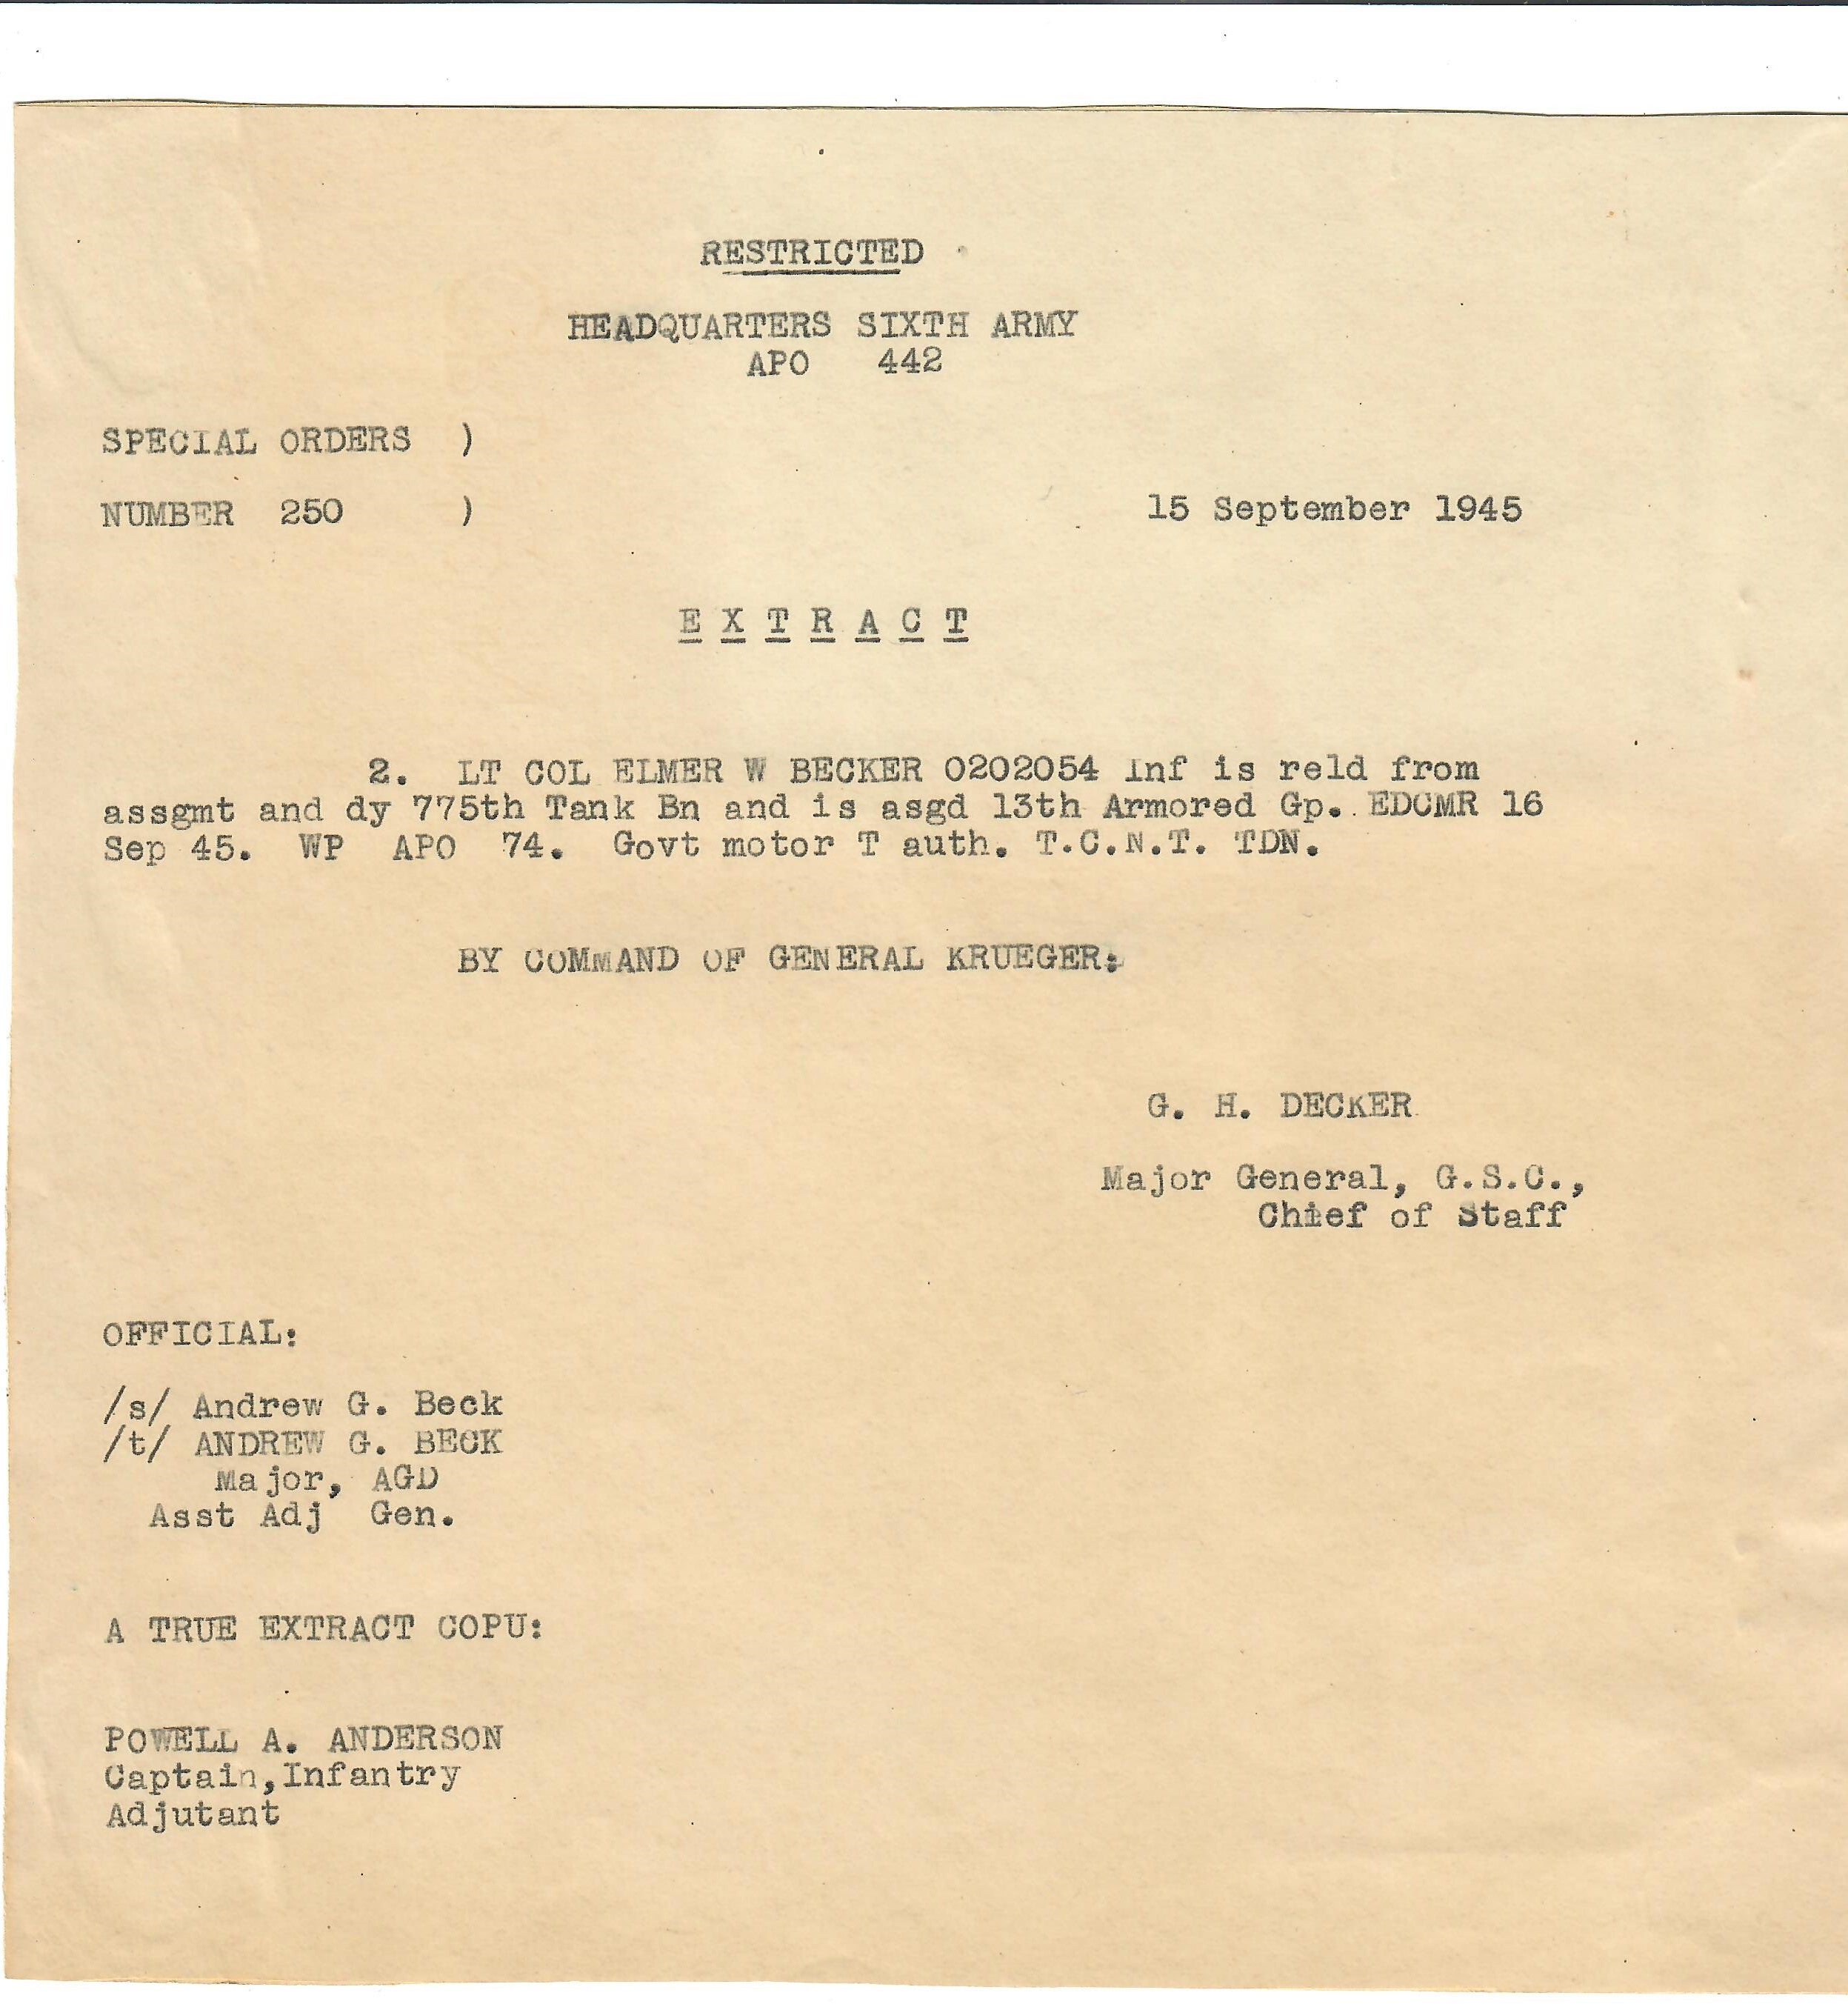 RESTRICTED
HEADQUARTERS SIXTH ARMY
APO 442
SPECIAL ORDERS )
NUMBER 250 )
15 September 1945
E X T R A C T
2. LT COL ELMER W BECKER 0202054 Inf is reld from
assgmt and dy 775th Tank Bn and is asgd 13th Armored Gp. EDCMR 16
Sep 45. WP APO 74. Govt motor T auth. T.C.N.T. TDN.
BY COMMAND OF GENERAL KRUEGER:
G. H. DECKER
Major General, G.S.C.,
Chief of Staff
OFFICIAL:
/s/ Andrew G. Beck
/t/ ANDREW G. BECK
Major, AGD
Asst Adj Gen.
A TRUE EXTRACT COPU:
POWELL A. ANDERSON
Captain,Infantry
Adjutant